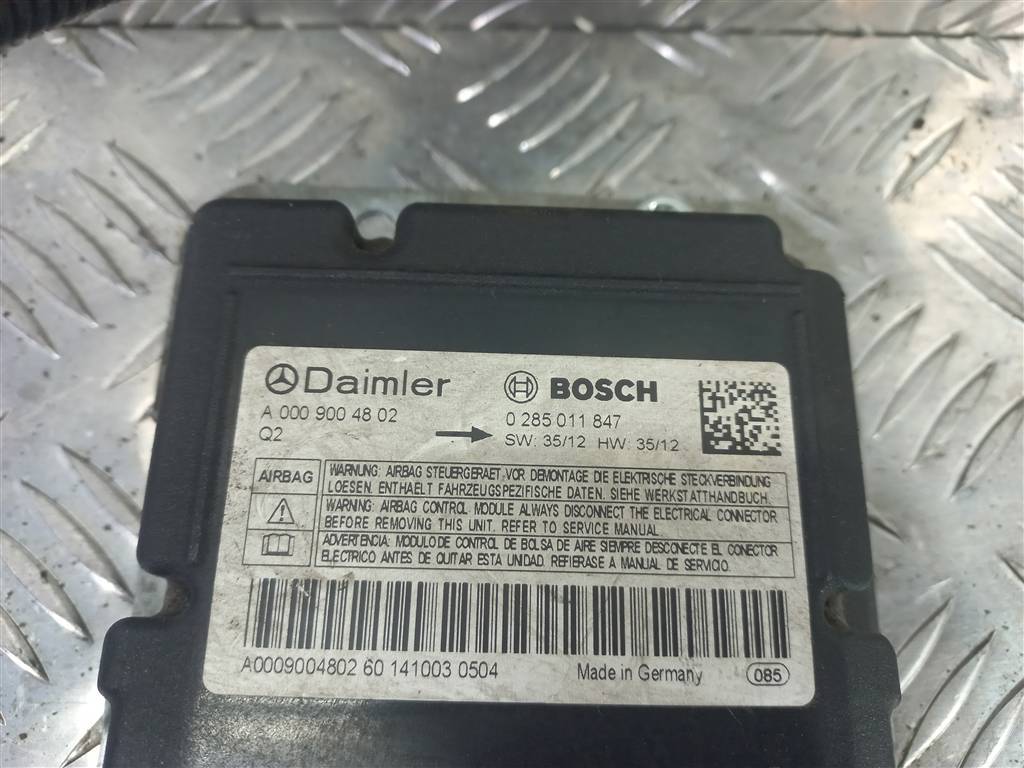 Daimler BOSCH
A 000 900 48 02 0 285 011 847
Q2 SW: 35/12 HW: 35/12
AIRBAG
WARNUNG: AIRBAG STEUERGERAET, VOR DEMONTAGE DIE ELEKTRISCHE STECKVERBINDUNG
LOESEN. ENTHAELT FAHRZEUGSPEZIFISCHE DATEN. SIEHE WERKSTATTHANDBUCH.
WARNING: AIRBAG CONTROL MODULE ALWAYS DISCONNECT THE ELECTRICAL CONNECTOR
BEFORE REMOVING THIS UNIT. REFER TO SERVICE MANUAL
ADVERTENCIA: MODULO DE CONTROL DE BOLSA DE AIRE SIEMPRE DESCONECTE EL CONECTOR
ELECTRICO ANTES DE QUITAR ESTA UNIDAD. REFIERASE A MANUAL DE SERVICIO.
A0009004802 60 141003 0504 Made in Germany 085